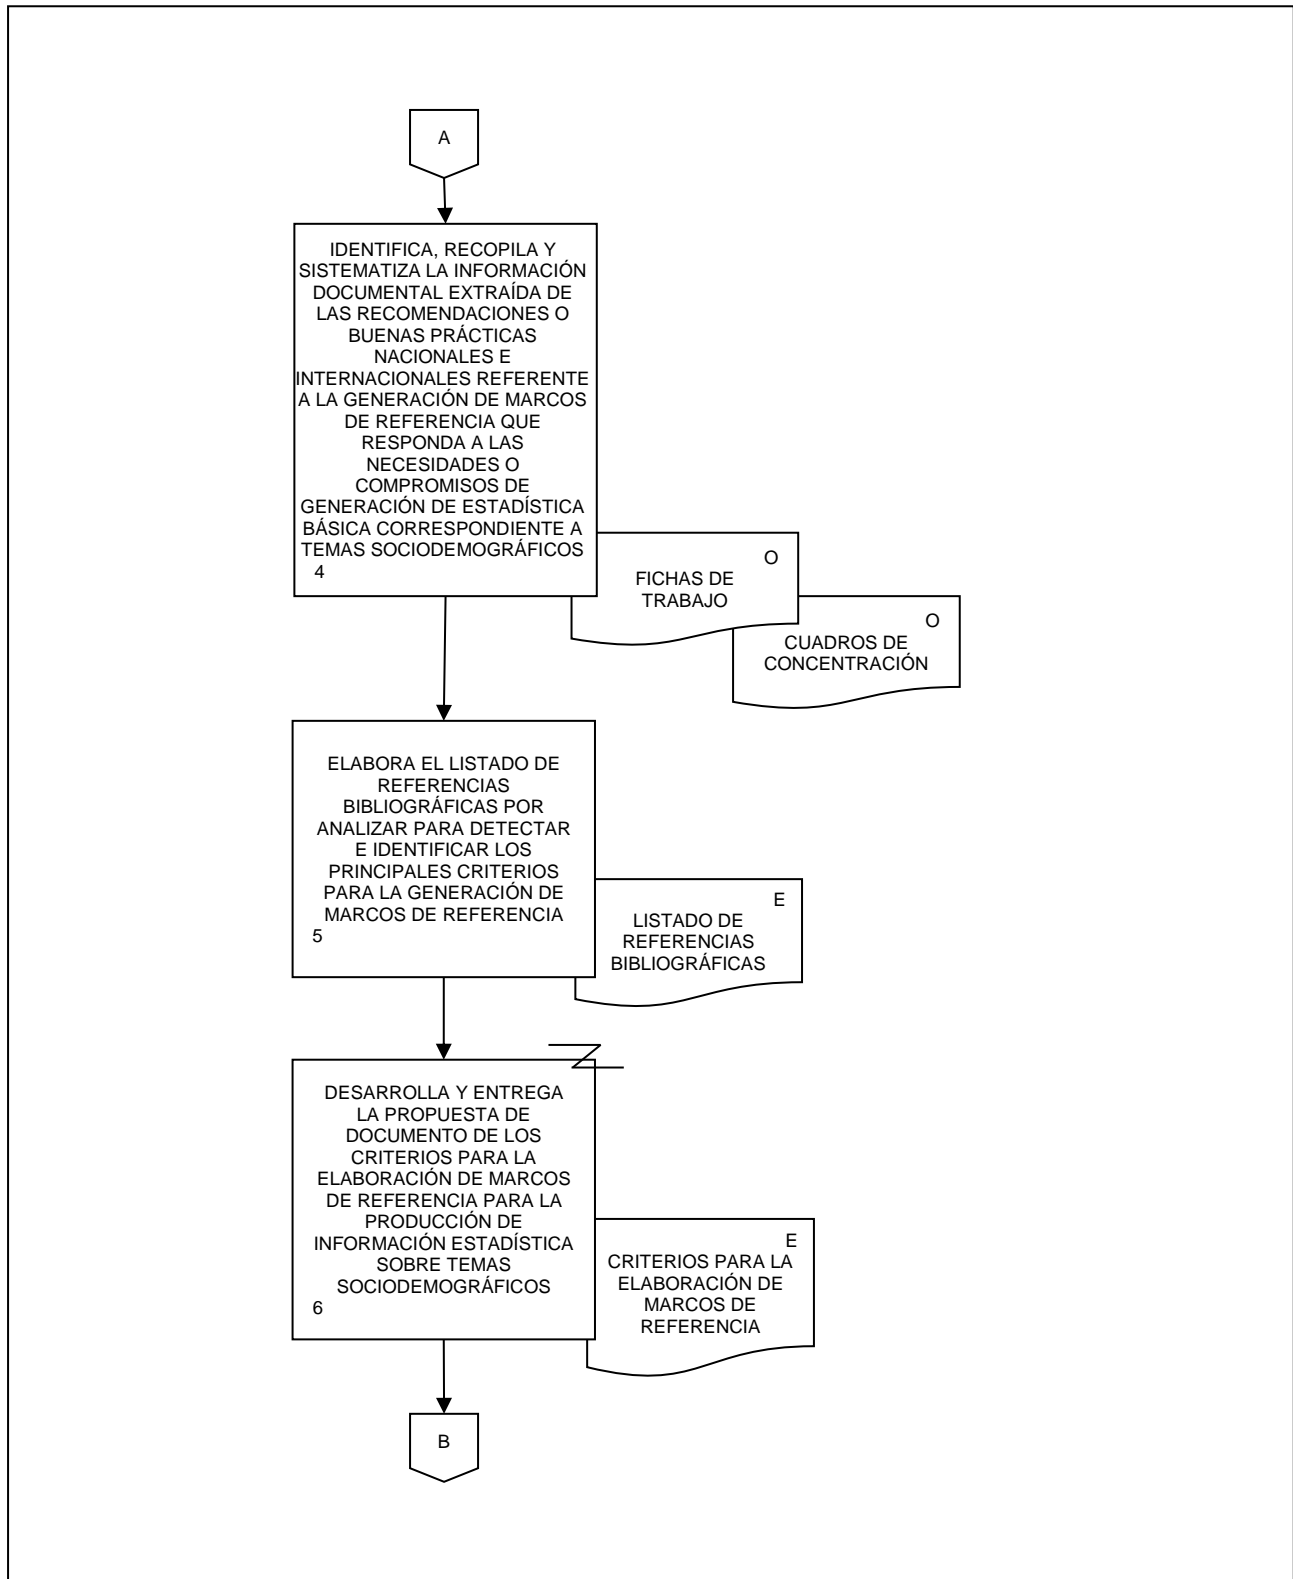 A
IDENTIFICA, RECOPILA Y
SISTEMATIZA LA INFORMACIÓN
DOCUMENTAL EXTRAÍDA DE
LAS RECOMENDACIONES O
BUENAS PRÁCTICAS
NACIONALES E
INTERNACIONALES REFERENTE
A LA GENERACIÓN DE MARCOS
DE REFERENCIA QUE
RESPONDA A LAS
NECESIDADES O
COMPROMISOS DE
GENERACIÓN DE ESTADÍSTICA
BÁSICA CORRESPONDIENTE A
TEMAS SOCIODEMOGRÁFICOS
4
O
FICHAS DE
TRABAJO
O
CUADROS DE
CONCENTRACIÓN
ELABORA EL LISTADO DE
REFERENCIAS
BIBLIOGRÁFICAS POR
ANALIZAR PARA DETECTAR
E IDENTIFICAR LOS
PRINCIPALES CRITERIOS
PARA LA GENERACIÓN DE
MARCOS DE REFERENCIA
5
E
LISTADO DE
REFERENCIAS
BIBLIOGRÁFICAS
DESARROLLA Y ENTREGA
LA PROPUESTA DE
DOCUMENTO DE LOS
CRITERIOS PARA LA
ELABORACIÓN DE MARCOS
DE REFERENCIA PARA LA
PRODUCCIÓN DE
INFORMACIÓN ESTADÍSTICA
SOBRE TEMAS
SOCIODEMOGRÁFICOS
6
E
CRITERIOS PARA LA
ELABORACIÓN DE
MARCOS DE
REFERENCIA
B